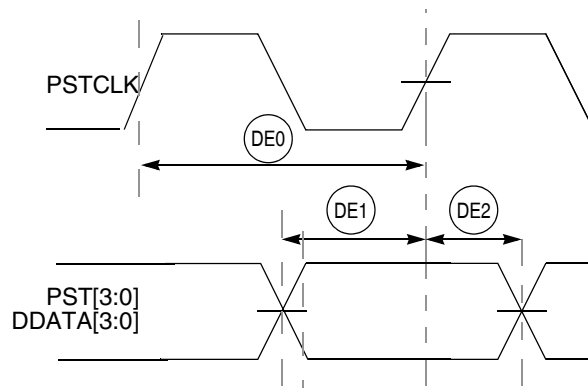 PSTCLK
DE0
DE1
DE2
PST[3:0]
DDATA[3:0]